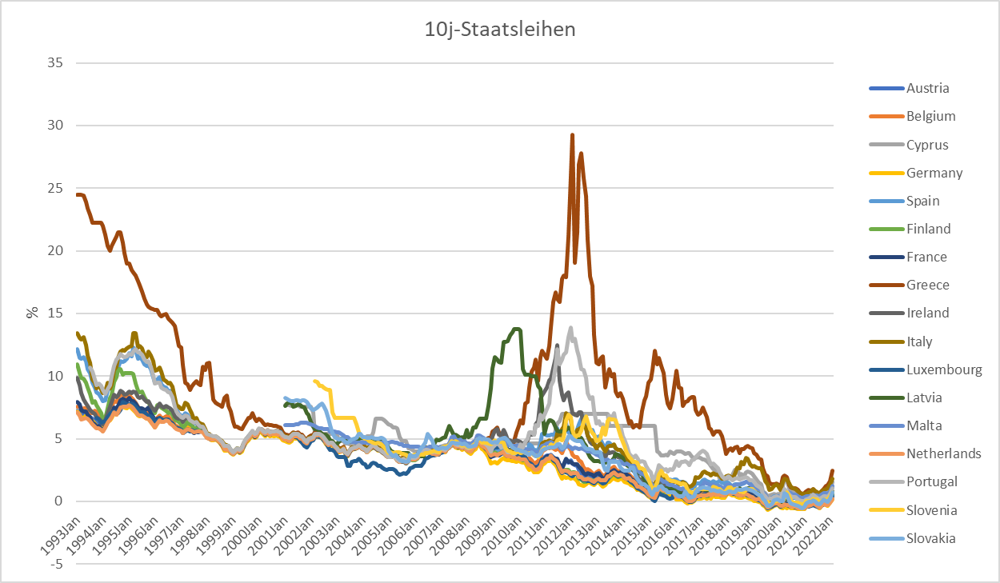 10j-Staatsleihen
35
30
25
20
15
10
5
0
-5
%
1993Jan
1994Jan
1995Jan
1996Jan
1997Jan
1998Jan
1999Jan
2000Jan
2001Jan
2002Jan
2003Jan
2004Jan
2005Jan
2006Jan
2007Jan
2008Jan
2009Jan
2010Jan
2011Jan
2012Jan
2013Jan
2014Jan
2015Jan
2016Jan
2017Jan
2018Jan
2019Jan
2020Jan
2021Jan
2022Jan
Austria
Belgium
Cyprus
Germany
Spain
Finland
France
Greece
Ireland
Italy
Luxembourg
Latvia
Malta
Netherlands
Portugal
Slovenia
Slovakia